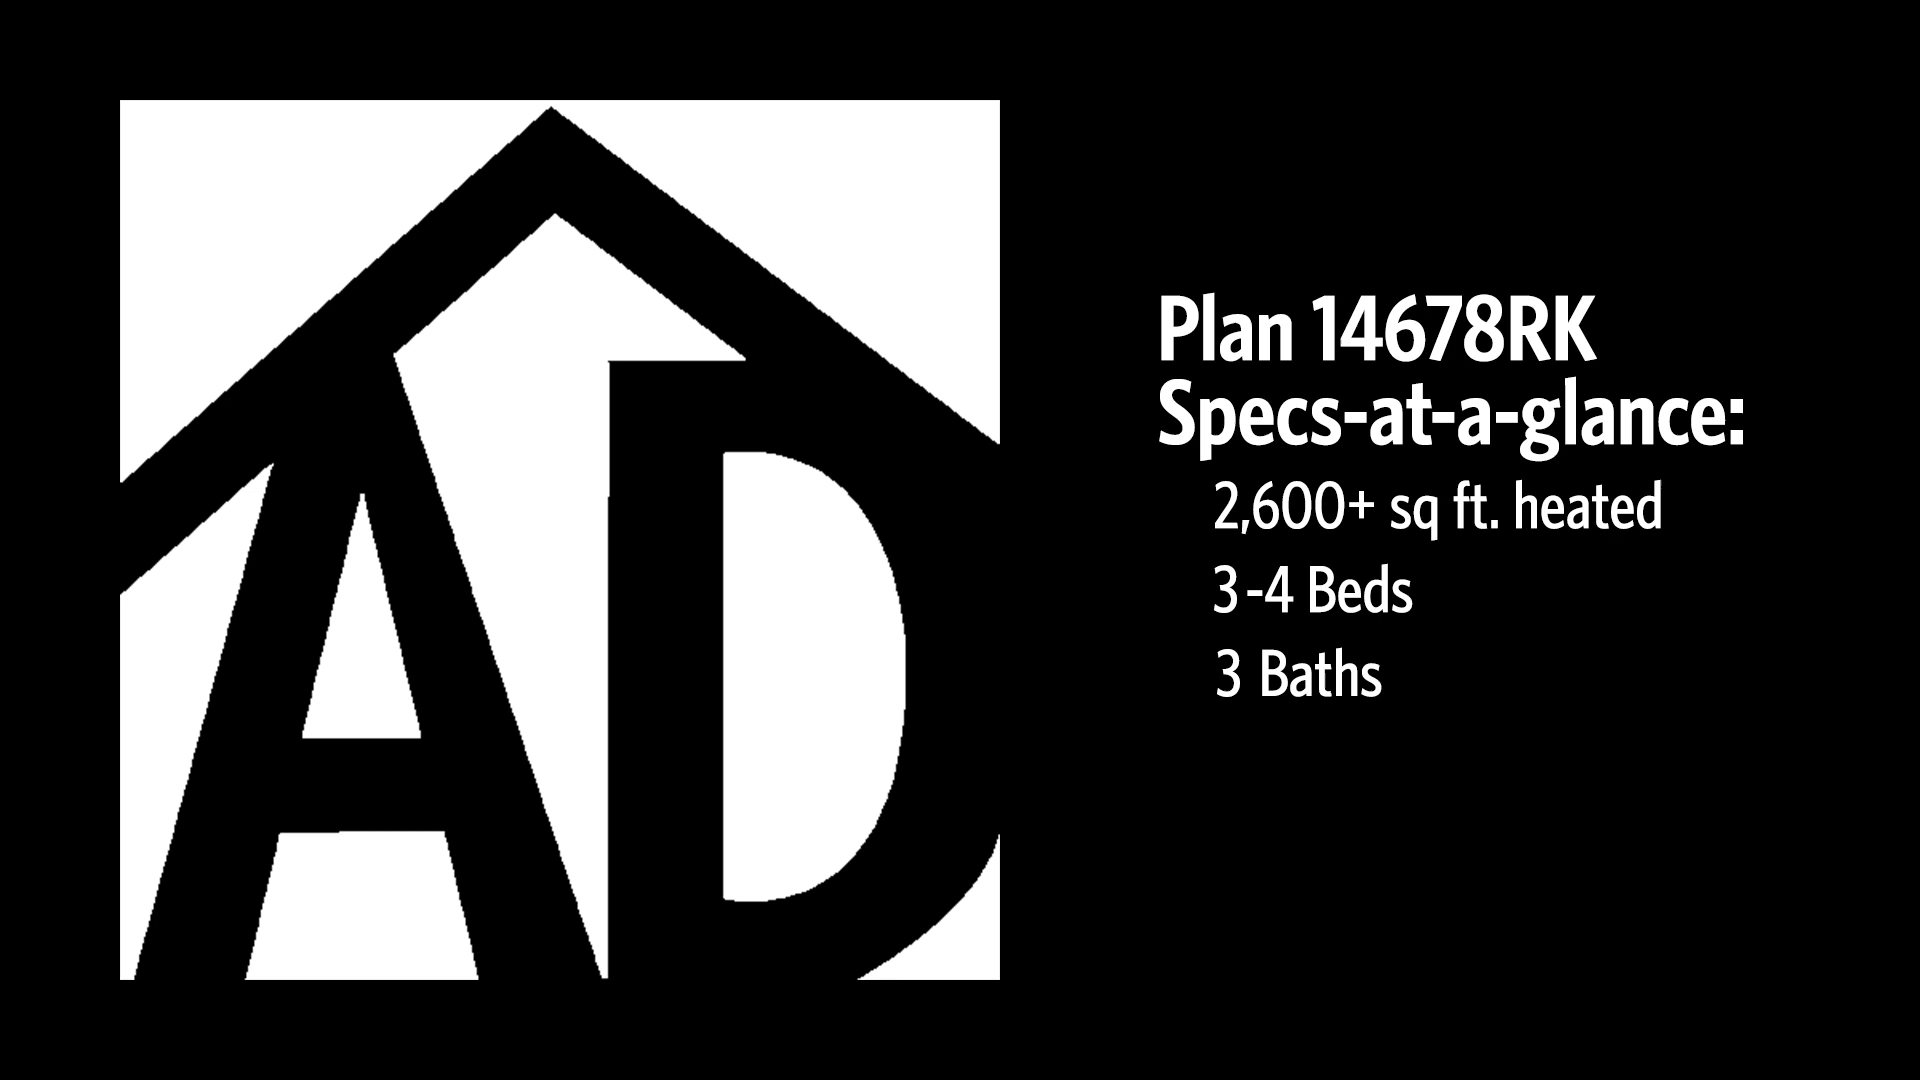 AD
Plan 14678RK
Specs-at-a-glance:
2,600+ sq ft. heated
3-4 Beds
3 Baths